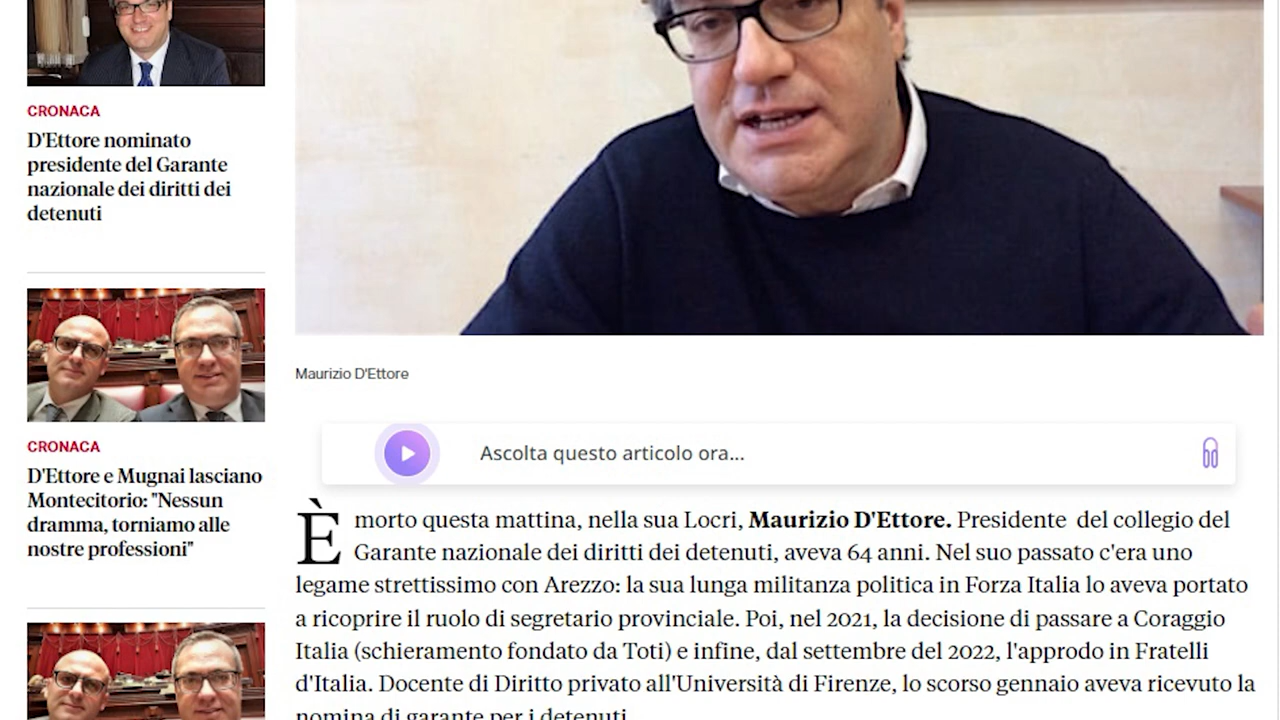 CRONACA
D'Ettore nominato
presidente del Garante
nazionale dei diritti dei
detenuti
CRONACA
D'Ettore e Mugnai lasciano
Montecitorio: "Nessun
dramma, torniamo alle
nostre professioni"
Maurizio D'Ettore
Ascolta questo articolo ora...
È morto questa mattina, nella sua Locri, Maurizio D'Ettore. Presidente del collegio del
Garante nazionale dei diritti dei detenuti, aveva 64 anni. Nel suo passato c'era uno
legame strettissimo con Arezzo: la sua lunga militanza politica in Forza Italia lo aveva portato
a ricoprire il ruolo di segretario provinciale. Poi, nel 2021, la decisione di passare a Coraggio
Italia (schieramento fondato da Toti) e infine, dal settembre del 2022, l'approdo in Fratelli
d'Italia. Docente di Diritto privato all'Università di Firenze, lo scorso gennaio aveva ricevuto la
nomina di garante per i detenuti.